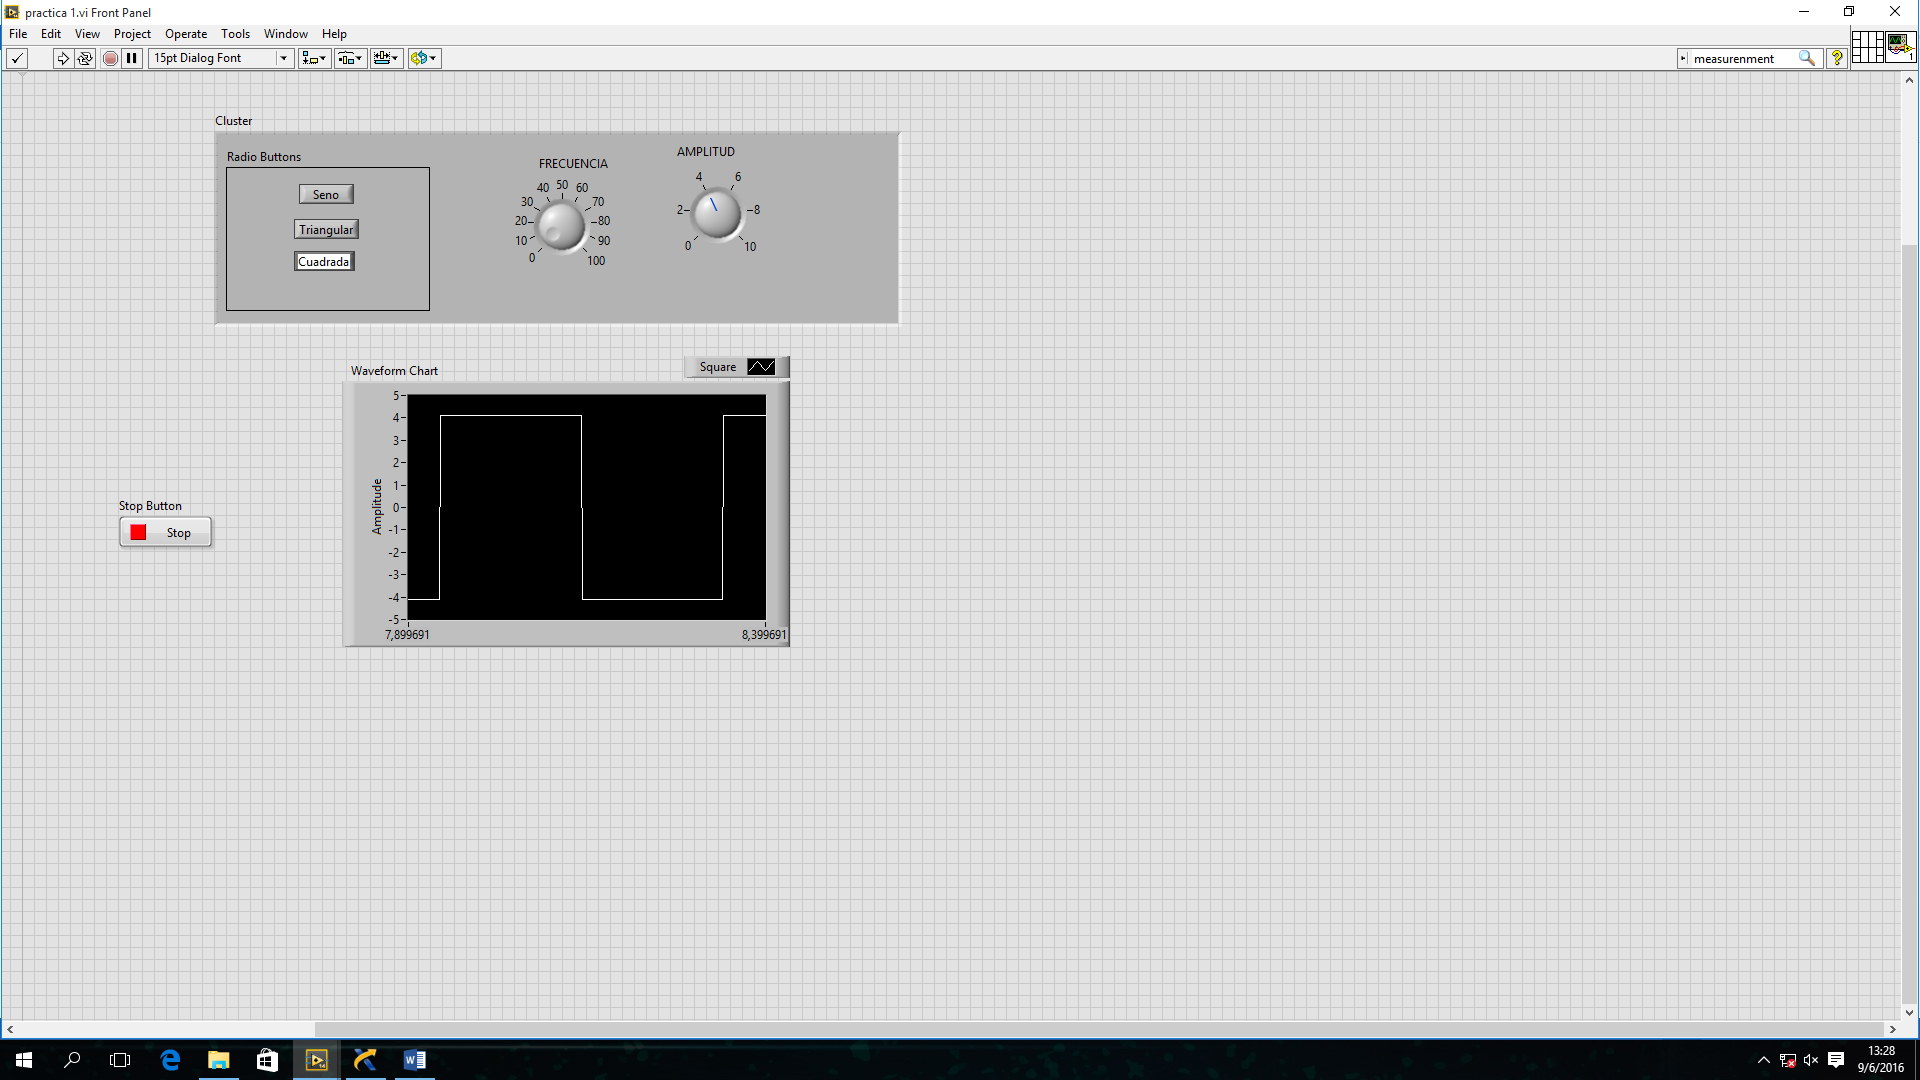 practica 1.vi Front Panel
File Edit View Project Operate Tools Window Help
15pt Dialog Font
measurenment
?
1
Cluster
Radio Buttons
Seno
Triangular
Cuadrada
FRECUENCIA
0 10 20 30 40 50 60 70 80 90 100
AMPLITUD
0 2 4 6 8 10
Waveform Chart
Square
Amplitude
5
4
3
2
1
0
-1
-2
-3
-4
-5
7,899691 8,399691
Stop Button
Stop
13:28
9/6/2016